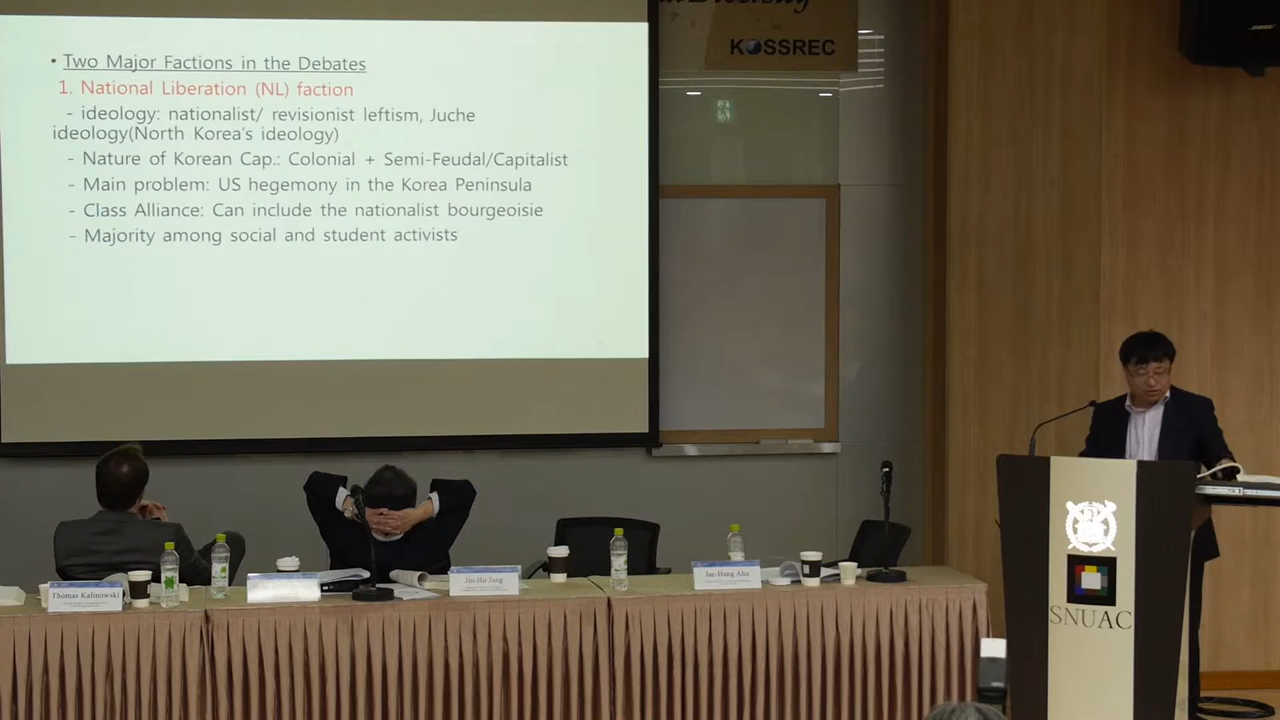 Diversity
KOSSREC
• Two Major Factions in the Debates
1. National Liberation (NL) faction
- ideology: nationalist/ revisionist leftism, Juche
ideology(North Korea's ideology)
- Nature of Korean Cap.: Colonial + Semi-Feudal/Capitalist
- Main problem: US hegemony in the Korea Peninsula
- Class Alliance: Can include the nationalist bourgeoisie
- Majority among social and student activists
Thomas Kalinowski
Jin-Ho Jang
Jae-Hung Ahn
SNUAC